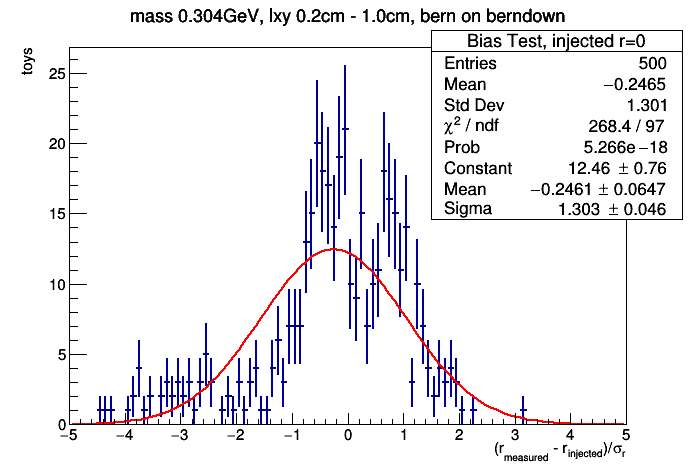 mass 0.304GeV, lxy 0.2cm - 1.0cm, bern on berndown
toys
Bias Test, injected r=0
Entries 500
Mean −0.2465
Std Dev 1.301
χ² / ndf 268.4 / 97
Prob 5.266e−18
Constant 12.46 ± 0.76
Mean −0.2461 ± 0.0647
Sigma 1.303 ± 0.046
25
20
15
10
5
0
−5 −4 −3 −2 −1 0 1 2 3 4 5
(r_measured - r_injected)/σ_r